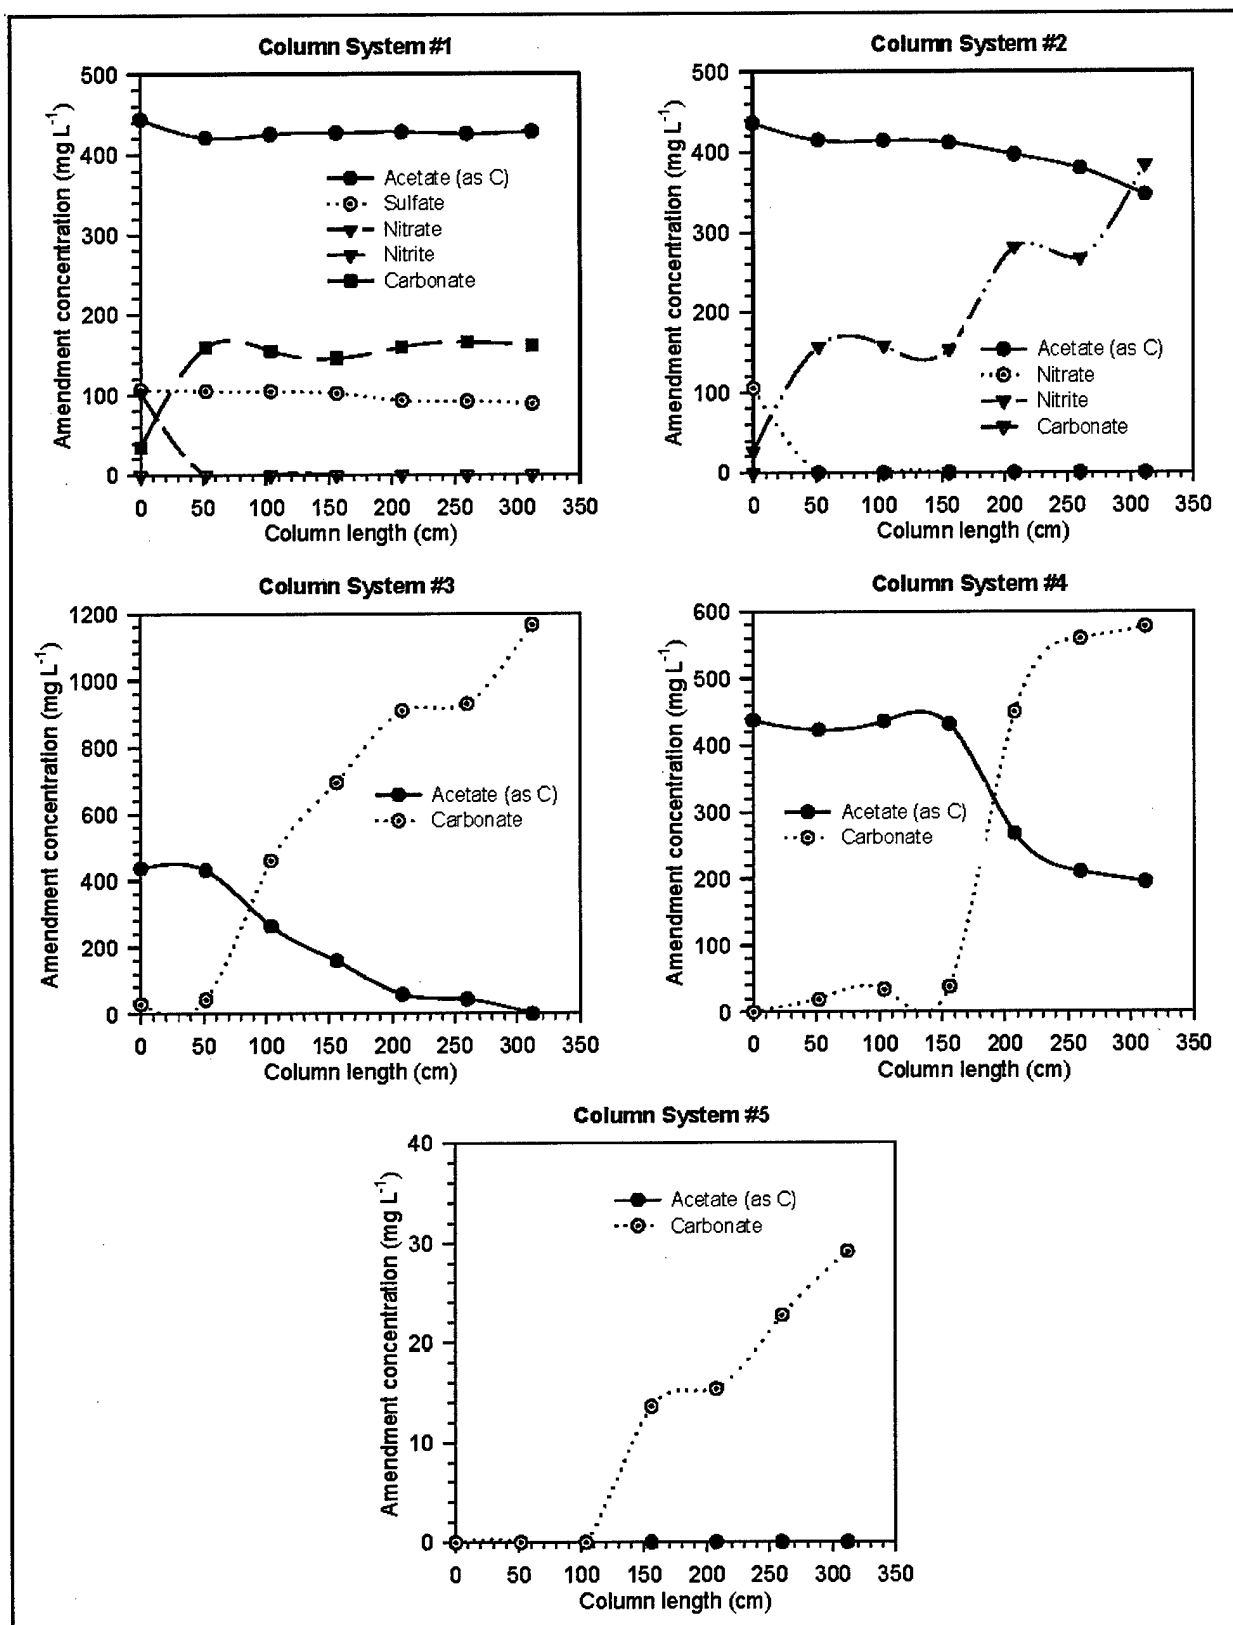 Column System #1
Amendment concentration (mg L⁻¹)
500
400
300
200
100
0
Acetate (as C)
Sulfate
Nitrate
Nitrite
Carbonate
0 50 100 150 200 250 300 350
Column length (cm)
Column System #2
Amendment concentration (mg L⁻¹)
500
400
300
200
100
0
Acetate (as C)
Nitrate
Nitrite
Carbonate
0 50 100 150 200 250 300 350
Column length (cm)
Column System #3
Amendment concentration (mg L⁻¹)
1200
1000
800
600
400
200
0
Acetate (as C)
Carbonate
0 50 100 150 200 250 300 350
Column length (cm)
Column System #4
Amendment concentration (mg L⁻¹)
600
500
400
300
200
100
0
Acetate (as C)
Carbonate
0 50 100 150 200 250 300 350
Column length (cm)
Column System #5
Amendment concentration (mg L⁻¹)
40
30
20
10
0
Acetate (as C)
Carbonate
0 50 100 150 200 250 300 350
Column length (cm)